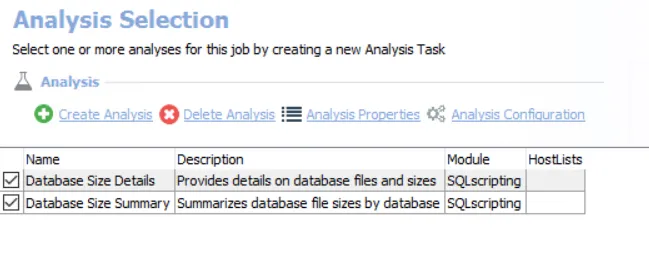 Analysis Selection
Select one or more analyses for this job by creating a new Analysis Task
Analysis
Create Analysis Delete Analysis Analysis Properties Analysis Configuration
Name Description Module HostLists
Database Size Details Provides details on database files and sizes SQLscripting
Database Size Summary Summarizes database file sizes by database SQLscripting